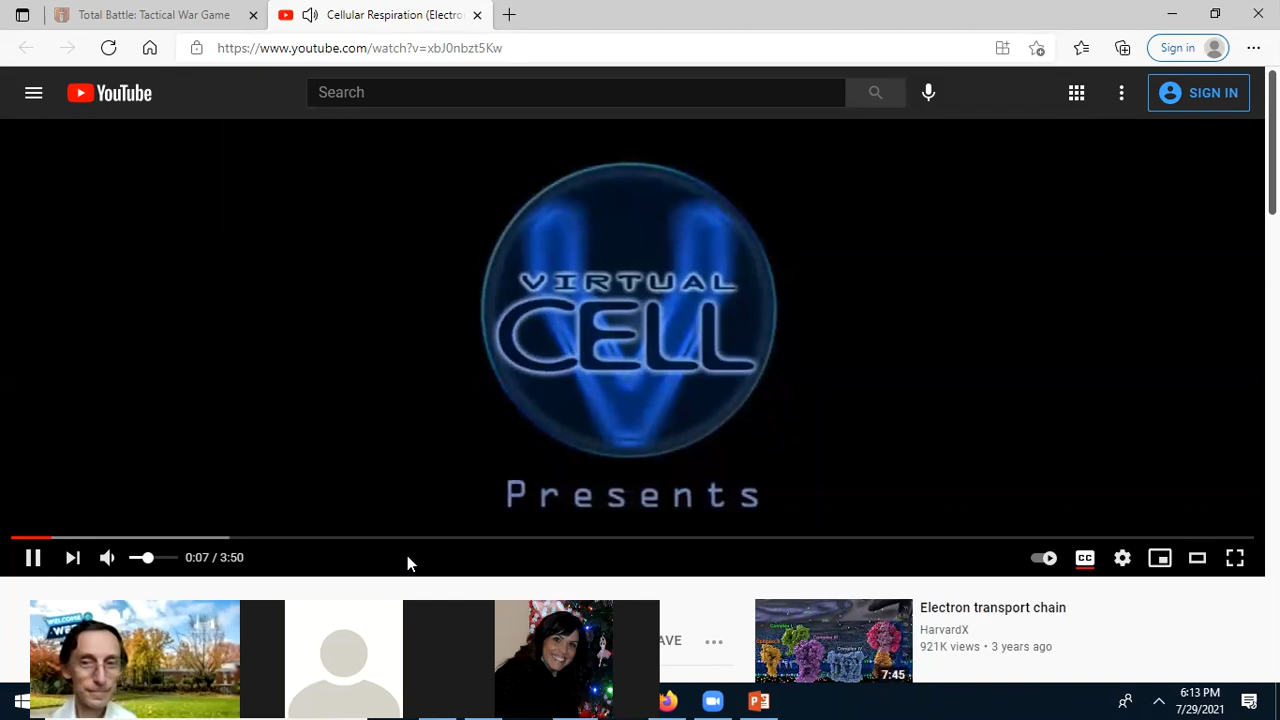 Total Battle: Tactical War Game
Cellular Respiration (Electro
https://www.youtube.com/watch?v=xbJ0nbzt5Kw
Sign in
YouTube
Search
SIGN IN
VIRTUAL
CELL
Presents
0:07 / 3:50
CC
WELCOME
AVE
Electron transport chain
HarvardX
921K views • 3 years ago
7:45
6:13 PM
7/29/2021